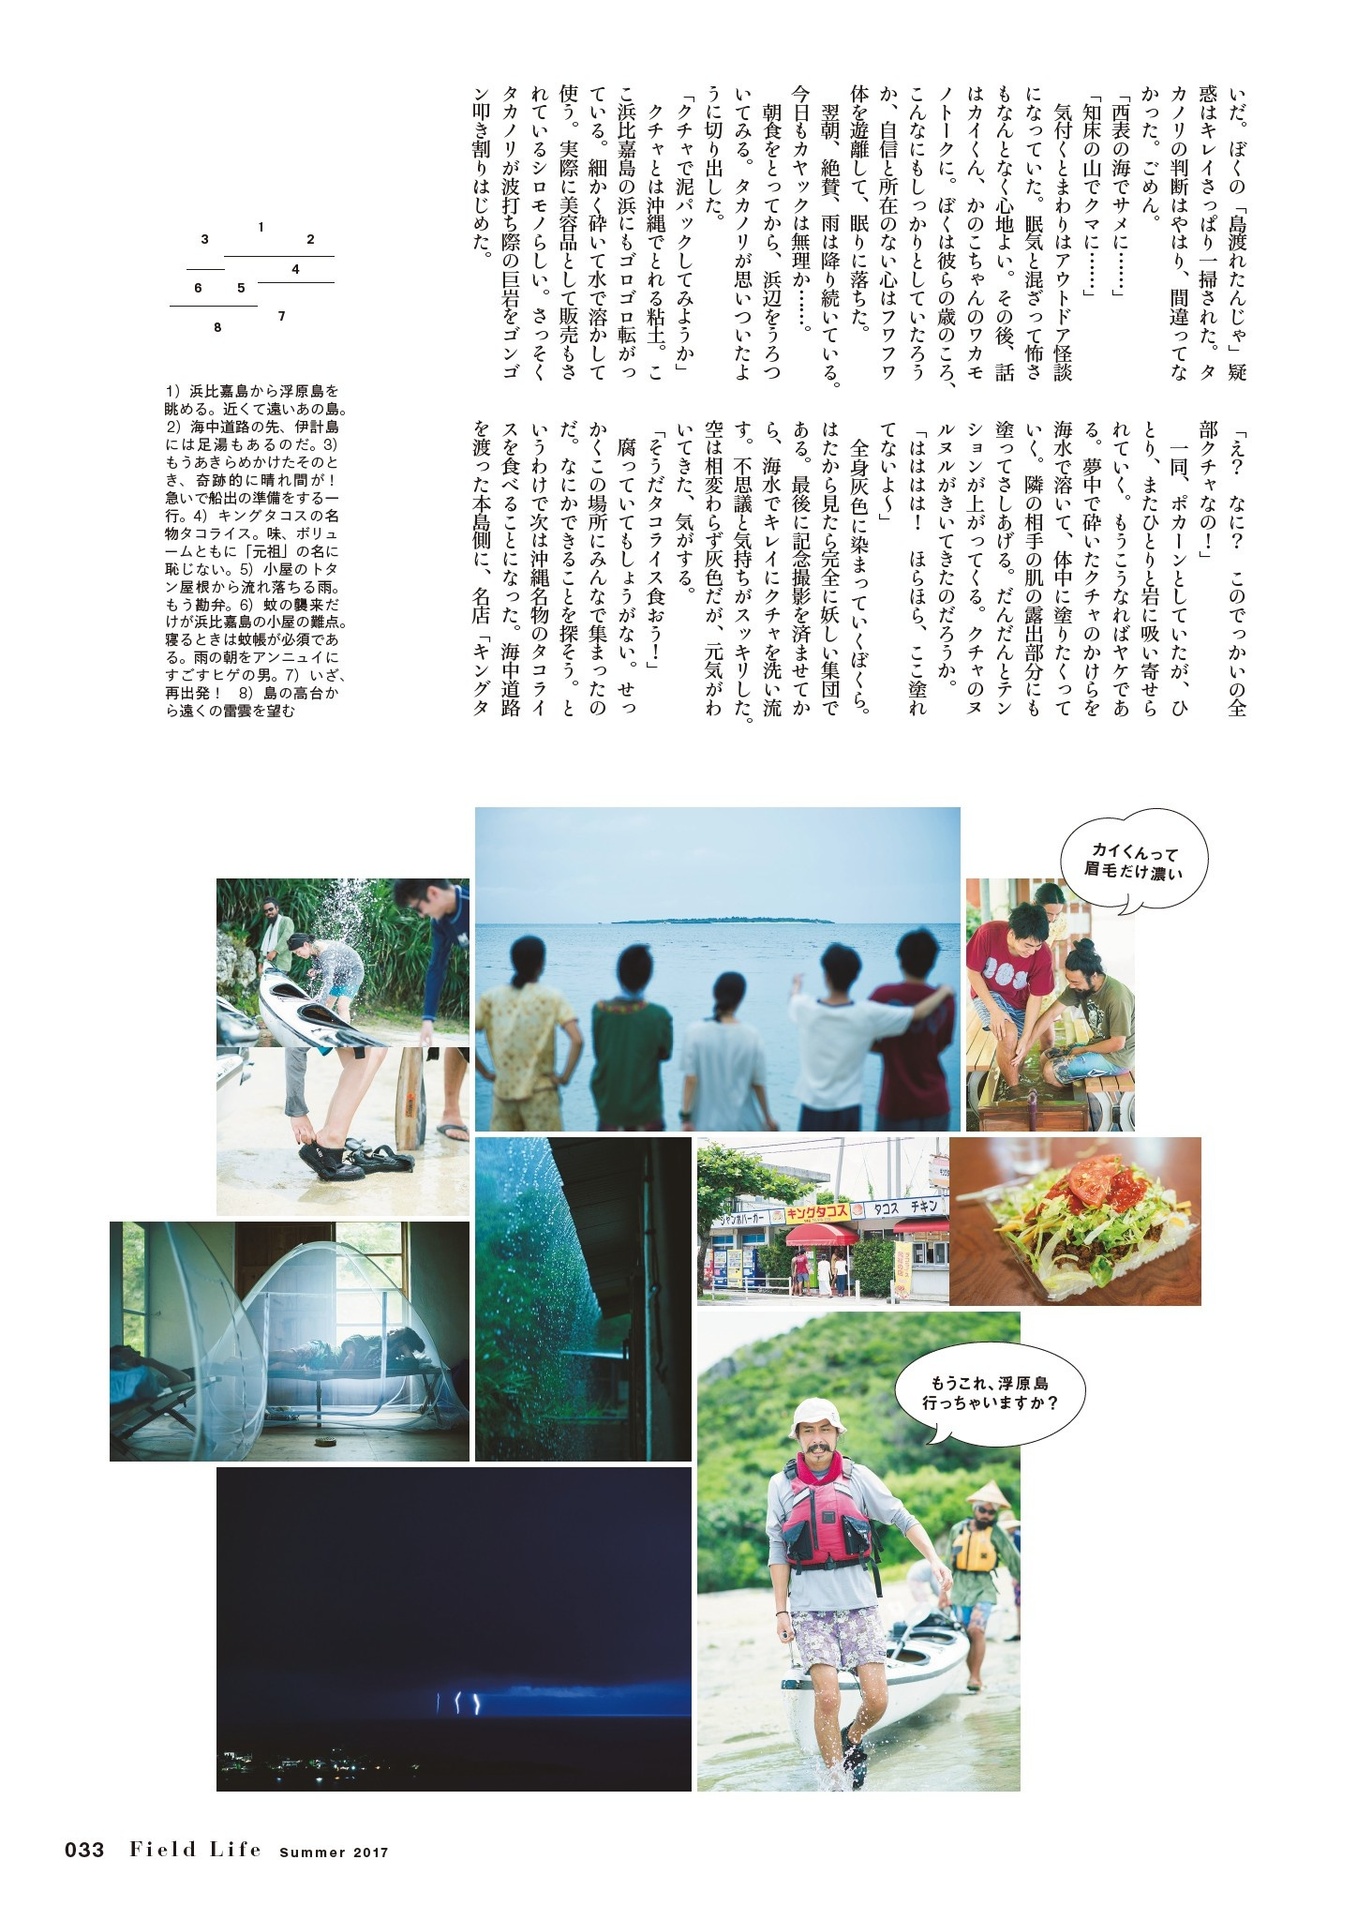 いだ。ぼくの「島渡れたんじゃ」疑
惑はキレイさっぱり一掃された。タ
カノリの判断はやはり、間違ってな
かった。ごめん。
「西表の海でサメに……」
「知床の山でクマに……」
気付くとまわりはアウトドア怪談
になっていた。眠気と混ざって怖さ
もなんとなく心地よい。その後、話
はカイくん、かのこちゃんのワカモ
ノトークに。ぼくは彼らの歳のころ、
こんなにもしっかりとしていたろう
か、自信と所在のない心はフワフワ
体を遊離して、眠りに落ちた。
翌朝、絶賛、雨は降り続いている。
今日もカヤックは無理か……。
朝食をとってから、浜辺をうろつ
いてみる。タカノリが思いついたよ
うに切り出した。
「クチャで泥パックしてみようか」
クチャとは沖縄でとれる粘土。こ
こ浜比嘉島の浜にもゴロゴロ転がっ
ている。細かく砕いて水で溶かして
使う。実際に美容品として販売もさ
れているシロモノらしい。さっそく
タカノリが波打ち際の巨岩をゴンゴ
ン叩き割りはじめた。
「え？　なに？　このでっかいの全
部クチャなの！」
一同、ポカーンとしていたが、ひ
とり、またひとりと岩に吸い寄せら
れていく。もうこうなればヤケであ
る。夢中で砕いたクチャのかけらを
海水で溶いて、体中に塗りたくって
いく。隣の相手の肌の露出部分にも
塗ってさしあげる。だんだんとテン
ションが上がってくる。クチャのヌ
ルヌルがきいてきたのだろうか。
「はははは！　ほらほら、ここ塗れ
てないよ〜」
全身灰色に染まっていくぼくら。
はたから見たら完全に妖しい集団で
ある。最後に記念撮影を済ませてか
ら、海水でキレイにクチャを洗い流
す。不思議と気持ちがスッキリした。
空は相変わらず灰色だが、元気がわ
いてきた、気がする。
「そうだタコライス食おう！」
腐っていてもしょうがない。せっ
かくこの場所にみんなで集まったの
だ。なにかできることを探そう。と
いうわけで次は沖縄名物のタコライ
スを食べることになった。海中道路
を渡った本島側に、名店「キングタ
1
3
2
4
6
5
7
8
1）浜比嘉島から浮原島を
眺める。近くて遠いあの島。
2）海中道路の先、伊計島
には足湯もあるのだ。3）
もうあきらめかけたそのと
き、奇跡的に晴れ間が！
急いで船出の準備をする一
行。4）キングタコスの名
物タコライス。味、ボリュ
ームともに「元祖」の名に
恥じない。5）小屋のトタ
ン屋根から流れ落ちる雨。
もう勘弁。6）蚊の襲来だ
けが浜比嘉島の小屋の難点。
寝るときは蚊帳が必須であ
る。雨の朝をアンニュイに
すごすヒゲの男。7）いざ、
再出発！　8）島の高台か
ら遠くの雷雲を望む
カイくんって
眉毛だけ濃い
ジャンボバーガー
キングタコス
タコス チキン
もうこれ、浮原島
行っちゃいますか？
033 Field Life Summer 2017